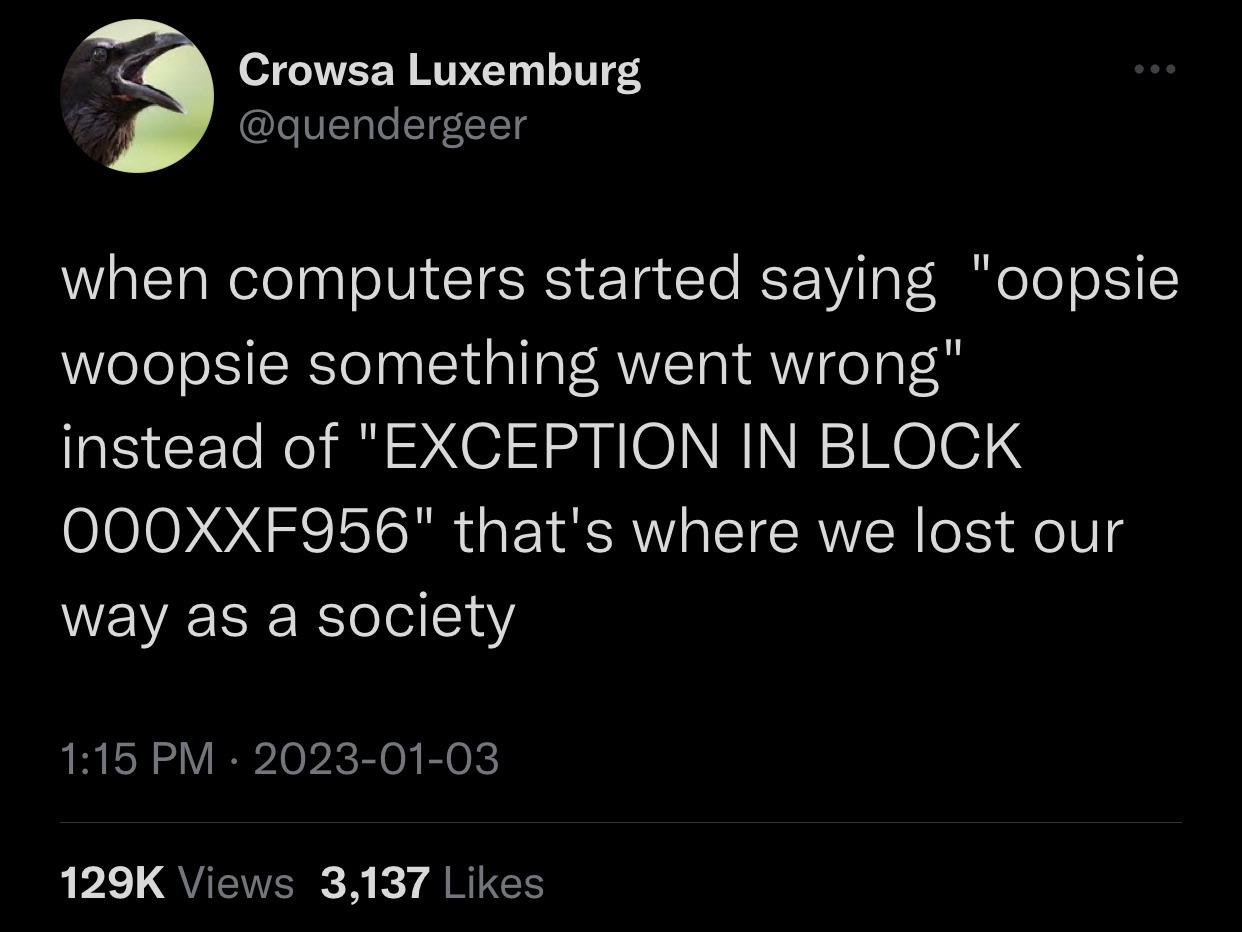 Crowsa Luxemburg
@quendergeer
when computers started saying  "oopsie
woopsie something went wrong"
instead of "EXCEPTION IN BLOCK
000XXF956" that's where we lost our
way as a society
1:15 PM · 2023-01-03
129K Views  3,137 Likes